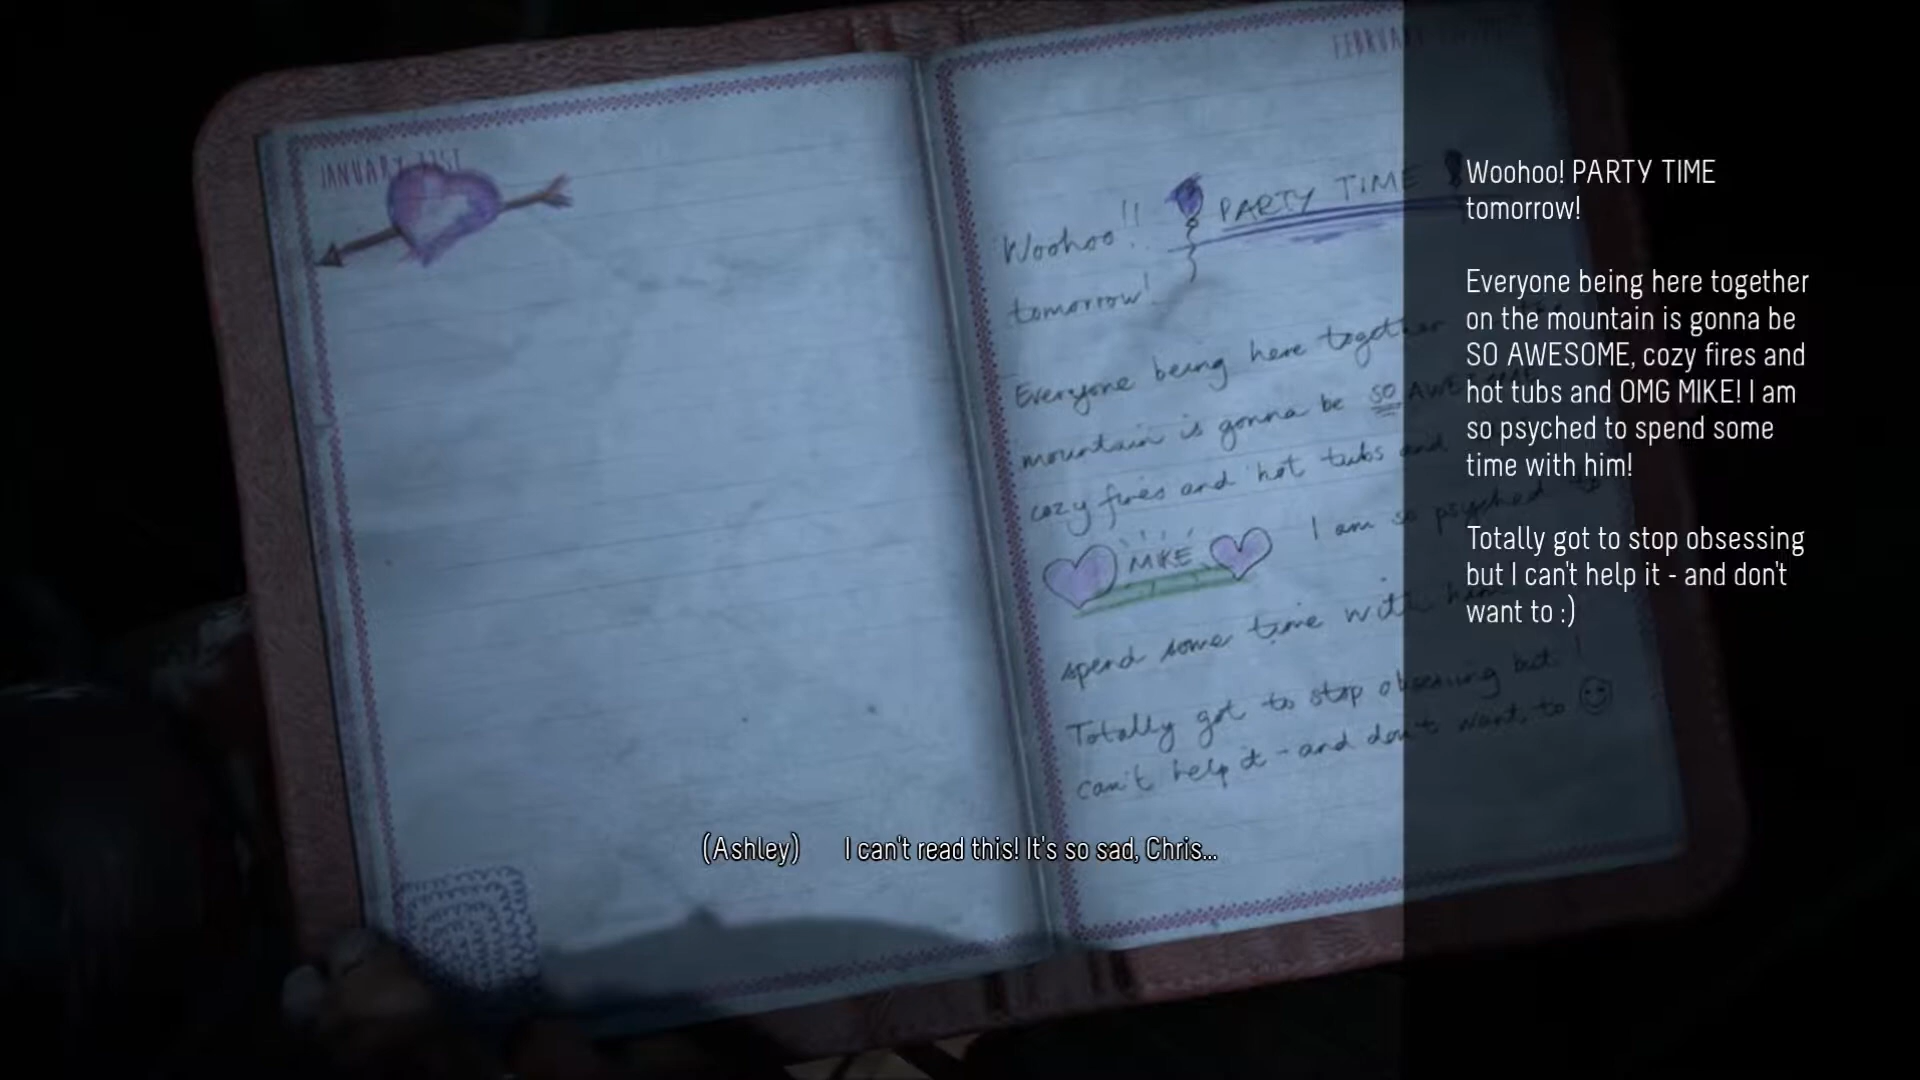 JANUARY 31ST
FEBRUARY
Woohoo!! PARTY TIME!
tomorrow!
Everyone being here together
mountain is gonna be SO AWESOME
cozy fires and hot tubs and
MIKE I am so psyched to
spend some time with him
Totally got to stop obsessing but I
can't help it - and don't want to ☺
Woohoo! PARTY TIME
tomorrow!
Everyone being here together
on the mountain is gonna be
SO AWESOME, cozy fires and
hot tubs and OMG MIKE! I am
so psyched to spend some
time with him!
Totally got to stop obsessing
but I can't help it - and don't
want to :)
(Ashley) I can't read this! It's so sad, Chris...